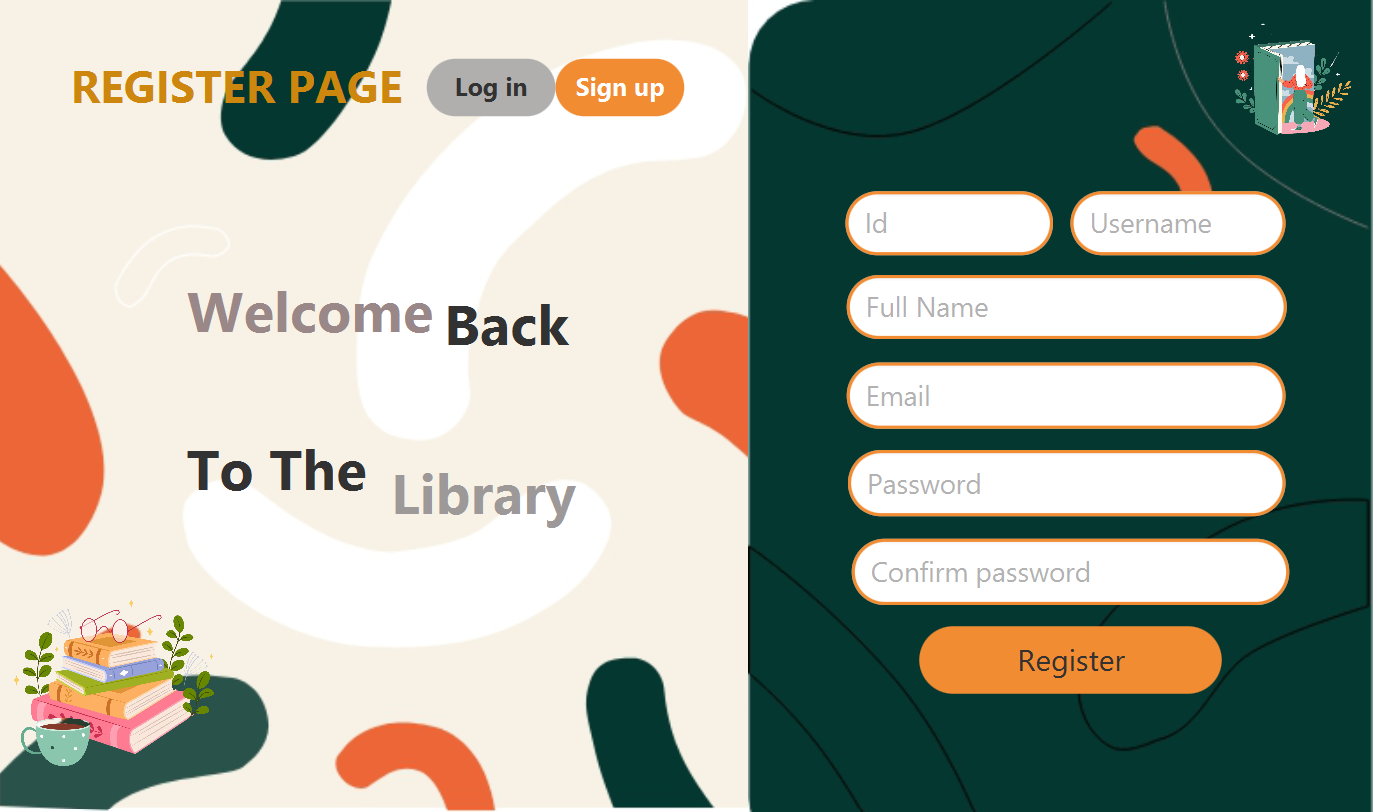 REGISTER PAGE
Log in
Sign up
Welcome Back
To The Library
Id
Username
Full Name
Email
Password
Confirm password
Register